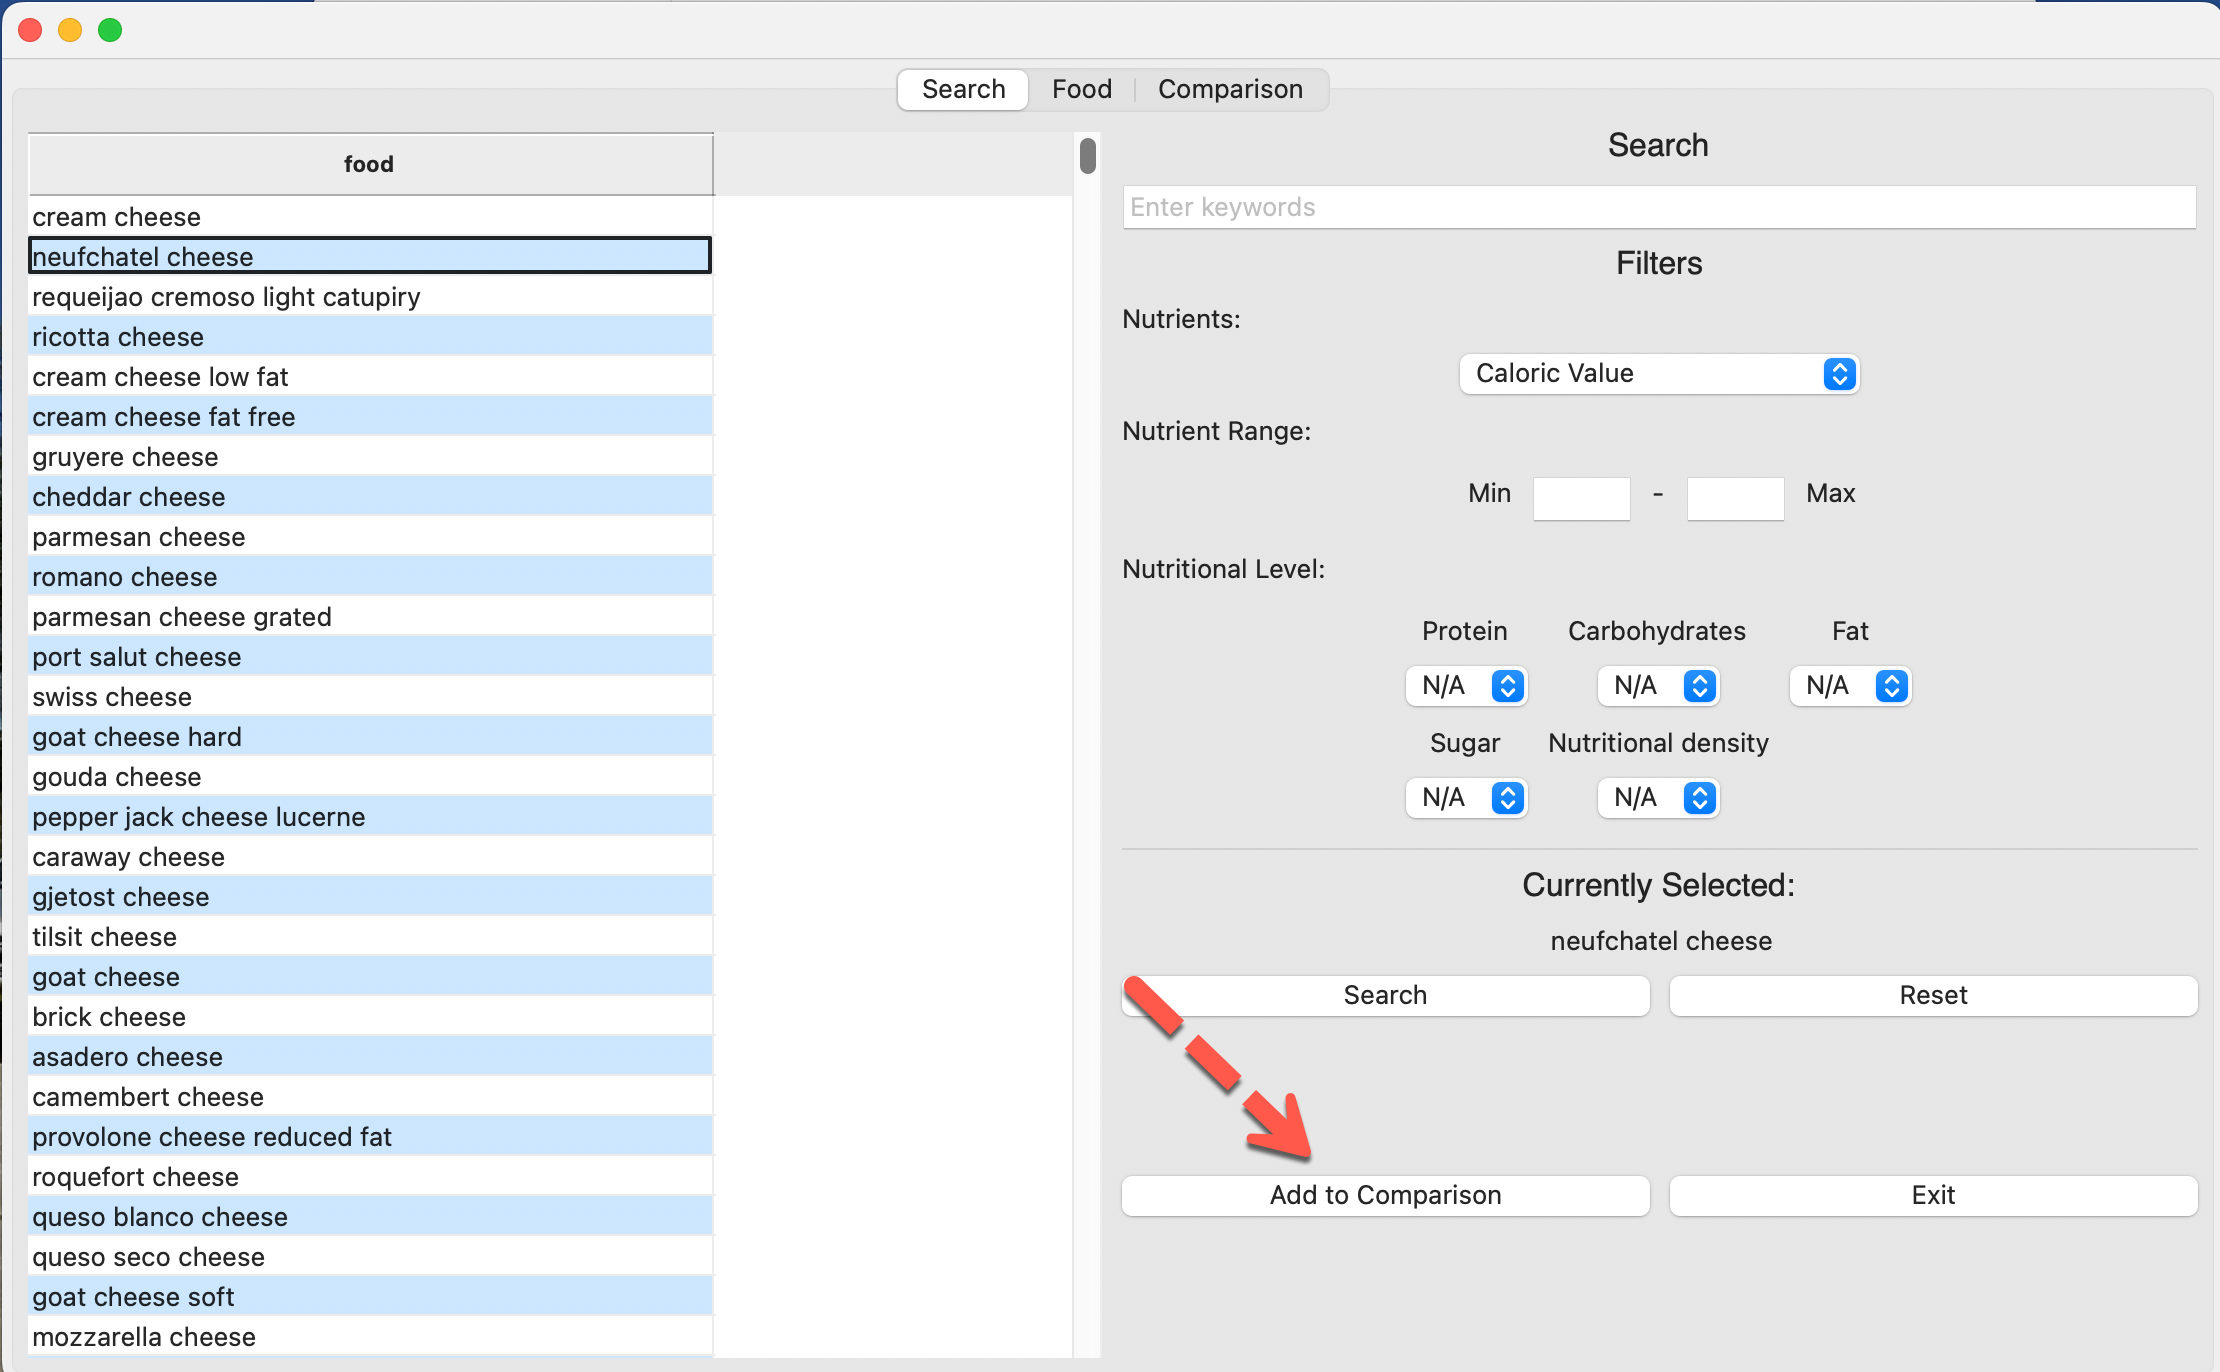 Search Food Comparison
food
cream cheese
neufchatel cheese
requeijao cremoso light catupiry
ricotta cheese
cream cheese low fat
cream cheese fat free
gruyere cheese
cheddar cheese
parmesan cheese
romano cheese
parmesan cheese grated
port salut cheese
swiss cheese
goat cheese hard
gouda cheese
pepper jack cheese lucerne
caraway cheese
gjetost cheese
tilsit cheese
goat cheese
brick cheese
asadero cheese
camembert cheese
provolone cheese reduced fat
roquefort cheese
queso blanco cheese
queso seco cheese
goat cheese soft
mozzarella cheese
Search
Enter keywords
Filters
Nutrients:
Caloric Value
Nutrient Range:
Min - Max
Nutritional Level:
Protein Carbohydrates Fat
N/A N/A N/A
Sugar Nutritional density
N/A N/A
Currently Selected:
neufchatel cheese
Search Reset
Add to Comparison Exit